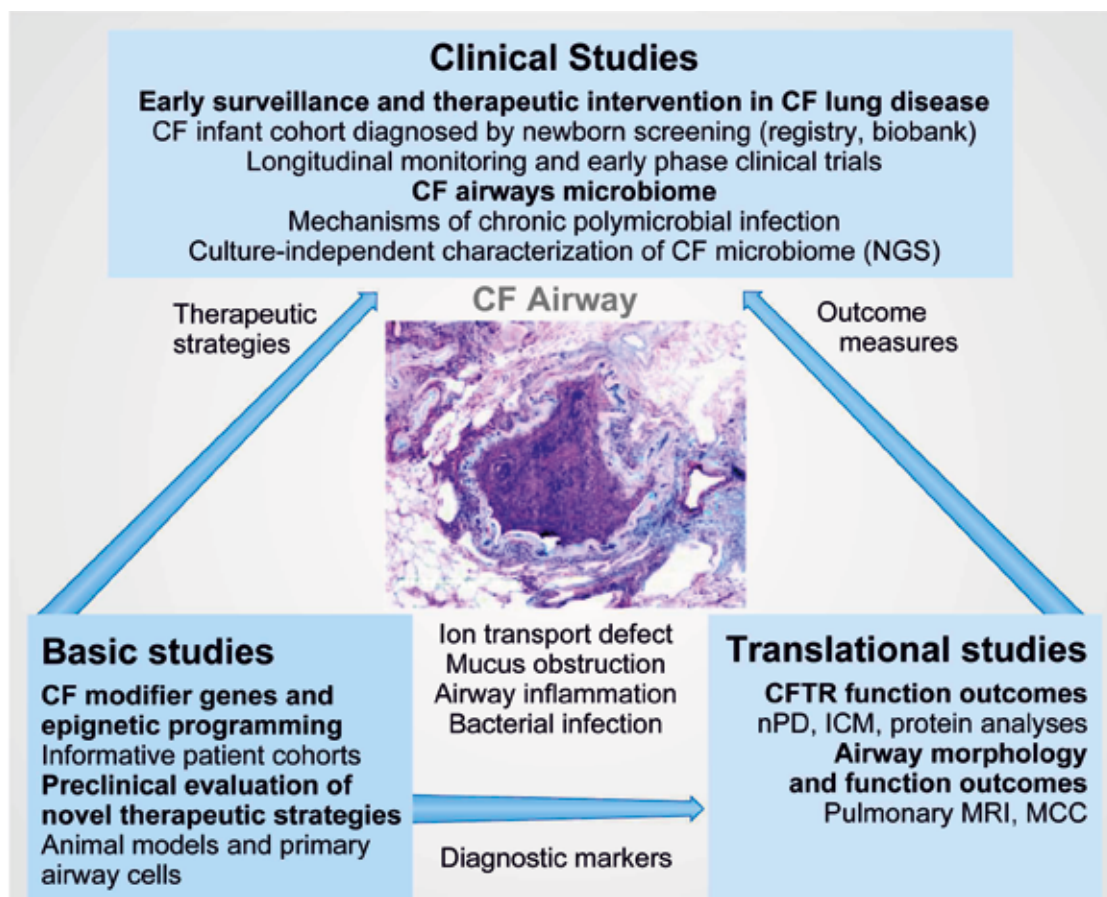 Clinical Studies
Early surveillance and therapeutic intervention in CF lung disease
CF infant cohort diagnosed by newborn screening (registry, biobank)
Longitudinal monitoring and early phase clinical trials
CF airways microbiome
Mechanisms of chronic polymicrobial infection
Culture-independent characterization of CF microbiome (NGS)
Therapeutic
strategies
CF Airway
Outcome
measures
Ion transport defect
Mucus obstruction
Airway inflammation
Bacterial infection
Basic studies
CF modifier genes and
epignetic programming
Informative patient cohorts
Preclinical evaluation of
novel therapeutic strategies
Animal models and primary
airway cells
Diagnostic markers
Translational studies
CFTR function outcomes
nPD, ICM, protein analyses
Airway morphology
and function outcomes
Pulmonary MRI, MCC